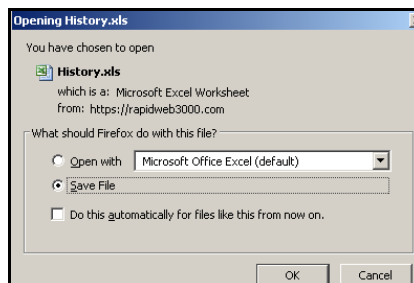 Opening History.xls
You have chosen to open
History.xls
which is a: Microsoft Excel Worksheet
from: https://rapidweb3000.com
What should Firefox do with this file?
Open with Microsoft Office Excel (default)
Save File
Do this automatically for files like this from now on.
OK Cancel